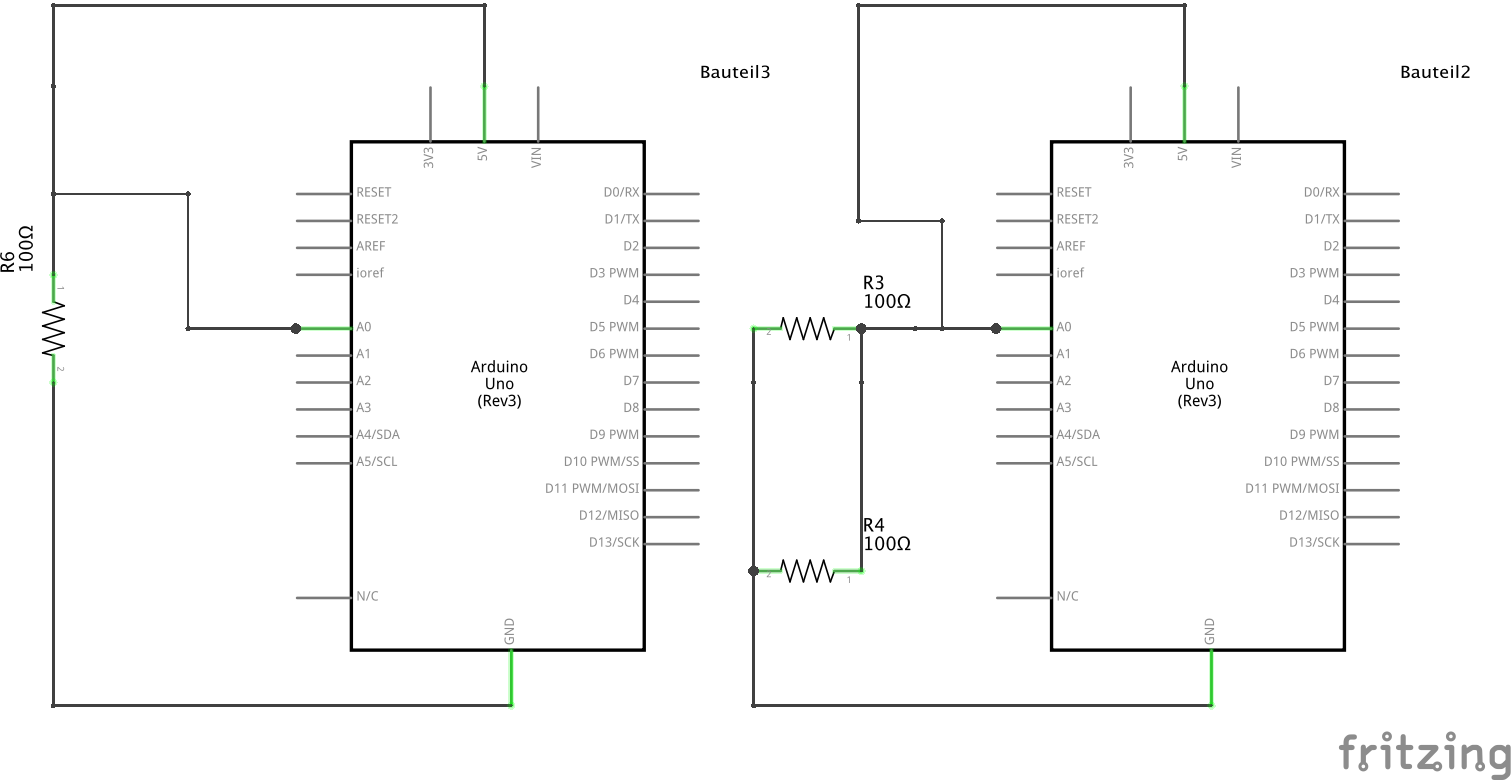 Bauteil3
3V3
5V
VIN
RESET
D0/RX
RESET2
D1/TX
AREF
D2
ioref
D3 PWM
D4
A0
D5 PWM
A1
D6 PWM
A2
D7
A3
D8
A4/SDA
D9 PWM
A5/SCL
D10 PWM/SS
D11 PWM/MOSI
D12/MISO
D13/SCK
N/C
GND
Arduino
Uno
(Rev3)
R6
100Ω
1
2
Bauteil2
3V3
5V
VIN
RESET
D0/RX
RESET2
D1/TX
AREF
D2
ioref
D3 PWM
D4
A0
D5 PWM
A1
D6 PWM
A2
D7
A3
D8
A4/SDA
D9 PWM
A5/SCL
D10 PWM/SS
D11 PWM/MOSI
D12/MISO
D13/SCK
N/C
GND
Arduino
Uno
(Rev3)
R3
100Ω
2
1
R4
100Ω
2
1
fritzing